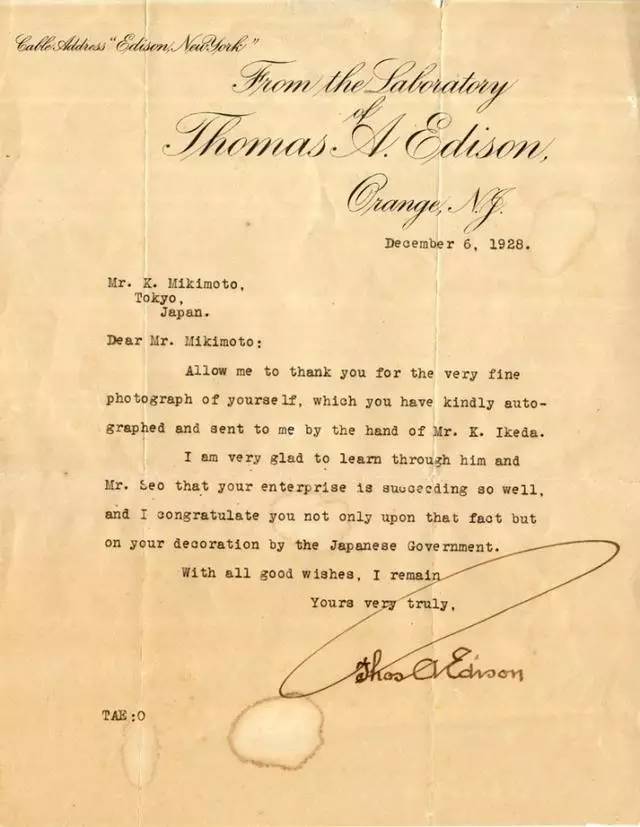 Cable Address "Edison, New York"
From the Laboratory
of
Thomas A. Edison,
Orange, N.J.
December 6, 1928.
Mr. K. Mikimoto,
Tokyo,
Japan.
Dear Mr. Mikimoto:
Allow me to thank you for the very fine
photograph of yourself, which you have kindly auto-
graphed and sent to me by the hand of Mr. K. Ikeda.
I am very glad to learn through him and
Mr. Seo that your enterprise is succeeding so well,
and I congratulate you not only upon that fact but
on your decoration by the Japanese Government.
With all good wishes, I remain
Yours very truly,
Thos A Edison
TAE:O